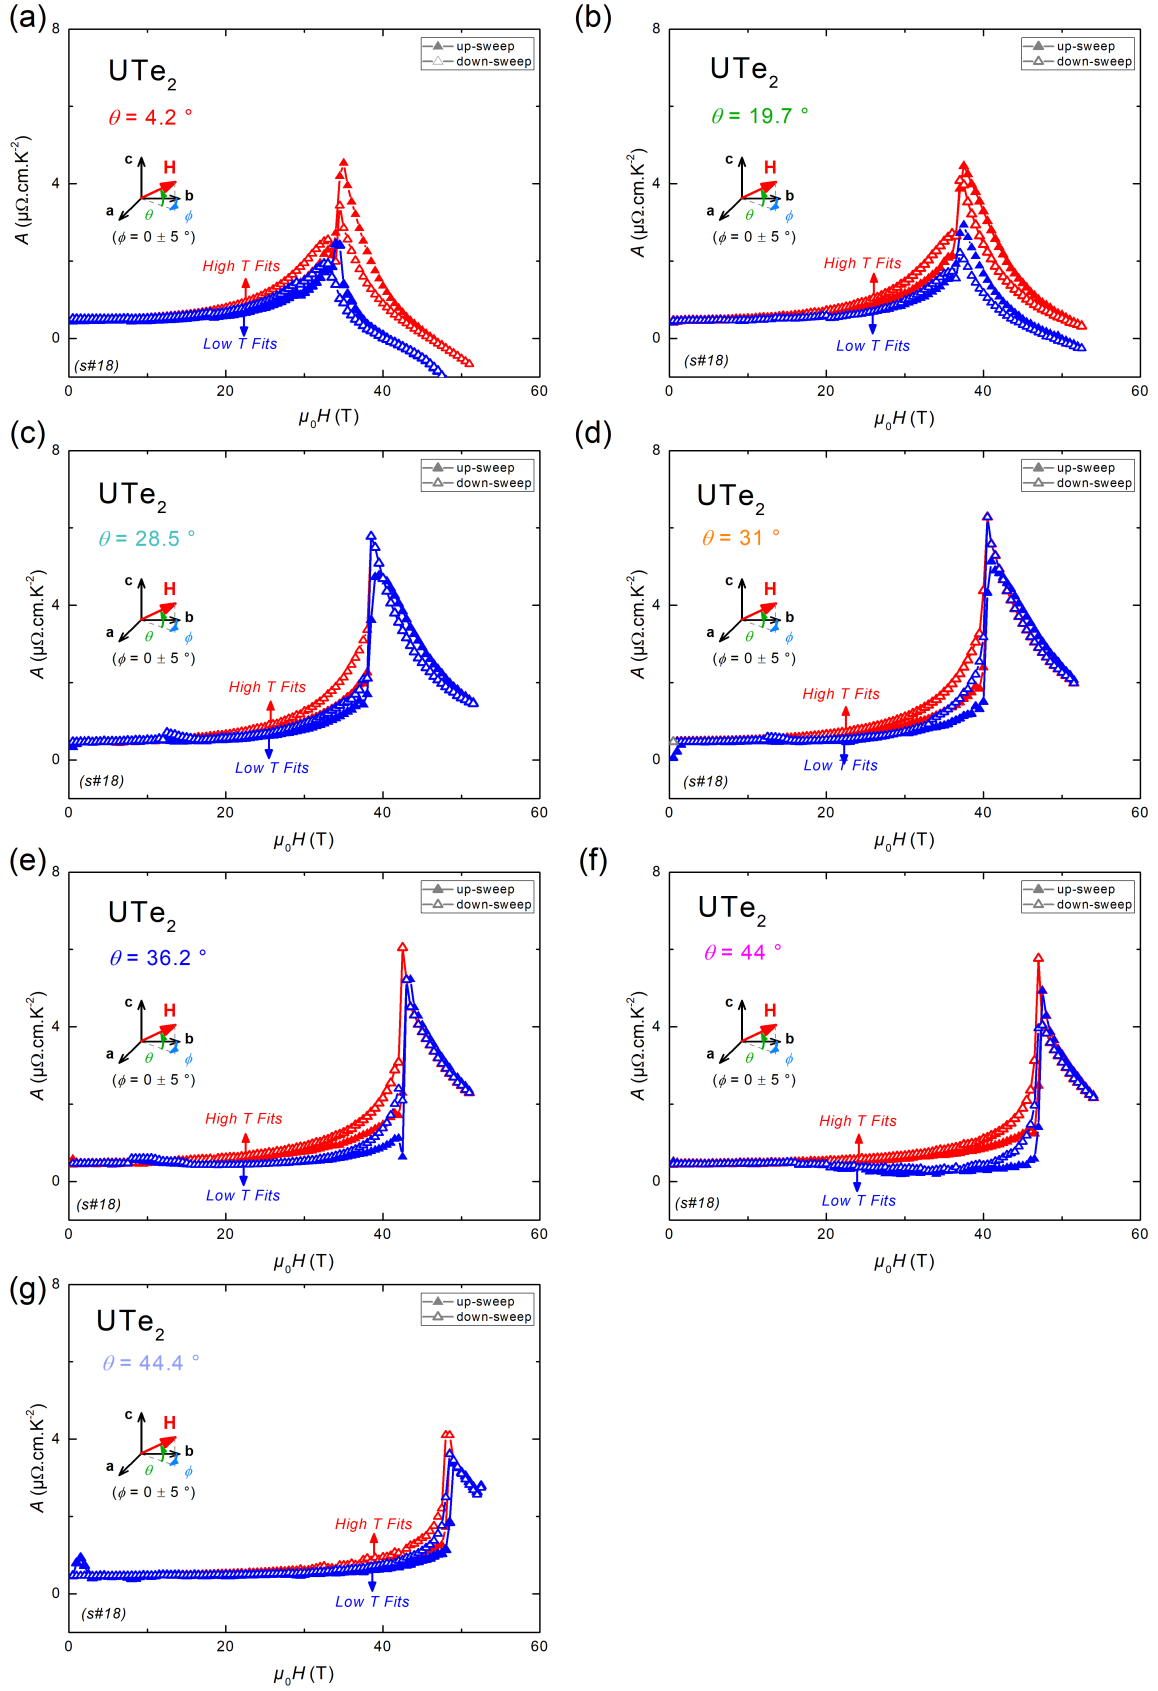 (a)
up-sweep
down-sweep
UTe2
θ = 4.2 °
c
H
b
a
θ
ϕ
(ϕ = 0 ± 5 °)
High T Fits
Low T Fits
(s#18)
A (µΩ.cm.K-2)
8
4
0
0 20 40 60
µ0H (T)
(b)
up-sweep
down-sweep
UTe2
θ = 19.7 °
c
H
b
a
θ
ϕ
(ϕ = 0 ± 5 °)
High T Fits
Low T Fits
(s#18)
A (µΩ.cm.K-2)
8
4
0
0 20 40 60
µ0H (T)
(c)
up-sweep
down-sweep
UTe2
θ = 28.5 °
c
H
b
a
θ
ϕ
(ϕ = 0 ± 5 °)
High T Fits
Low T Fits
(s#18)
A (µΩ.cm.K-2)
8
4
0
0 20 40 60
µ0H (T)
(d)
up-sweep
down-sweep
UTe2
θ = 31 °
c
H
b
a
θ
ϕ
(ϕ = 0 ± 5 °)
High T Fits
Low T Fits
(s#18)
A (µΩ.cm.K-2)
8
4
0
0 20 40 60
µ0H (T)
(e)
up-sweep
down-sweep
UTe2
θ = 36.2 °
c
H
b
a
θ
ϕ
(ϕ = 0 ± 5 °)
High T Fits
Low T Fits
(s#18)
A (µΩ.cm.K-2)
8
4
0
0 20 40 60
µ0H (T)
(f)
up-sweep
down-sweep
UTe2
θ = 44 °
c
H
b
a
θ
ϕ
(ϕ = 0 ± 5 °)
High T Fits
Low T Fits
(s#18)
A (µΩ.cm.K-2)
8
4
0
0 20 40 60
µ0H (T)
(g)
up-sweep
down-sweep
UTe2
θ = 44.4 °
c
H
b
a
θ
ϕ
(ϕ = 0 ± 5 °)
High T Fits
Low T Fits
(s#18)
A (µΩ.cm.K-2)
8
4
0
0 20 40 60
µ0H (T)